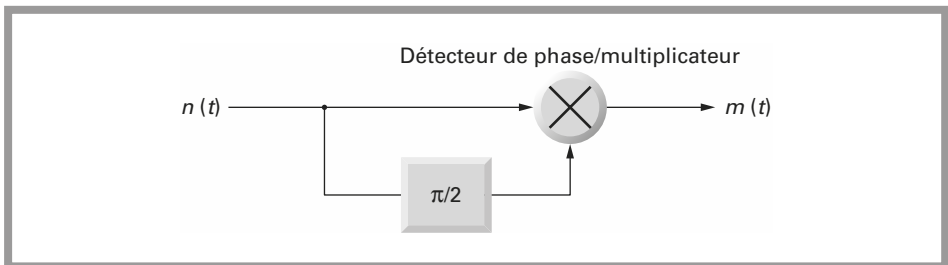 Détecteur de phase/multiplicateur
n (t)
m (t)
π/2